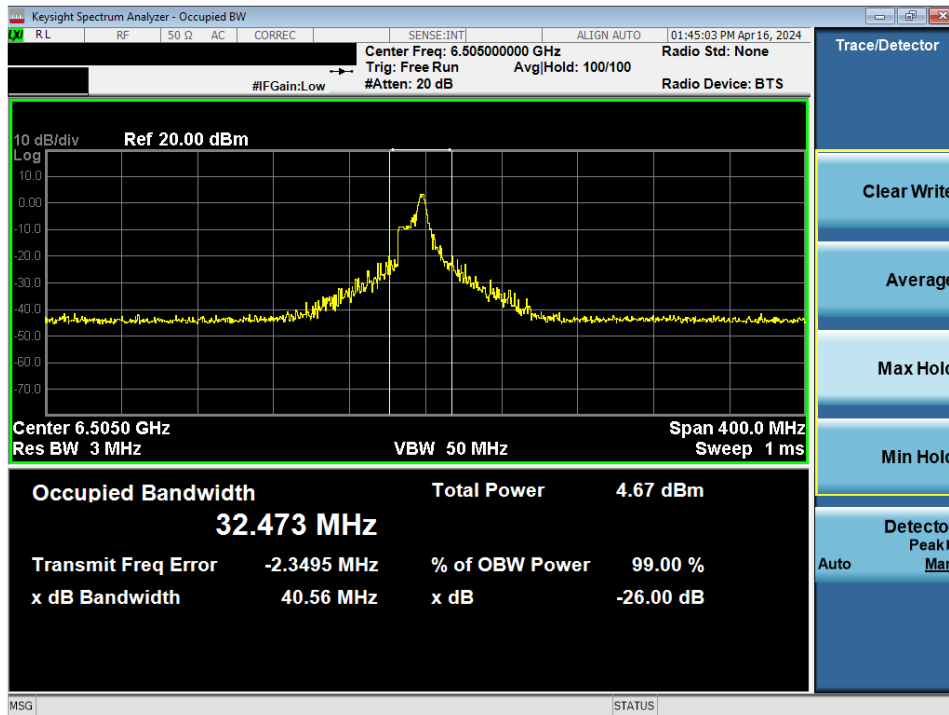 Keysight Spectrum Analyzer - Occupied BW
LXI RL RF 50 Ω AC CORREC SENSE:INT ALIGN AUTO 01:45:03 PM Apr 16, 2024
Center Freq: 6.505000000 GHz Radio Std: None
Trig: Free Run Avg|Hold: 100/100
#IFGain:Low #Atten: 20 dB Radio Device: BTS
Trace/Detector
10 dB/div Ref 20.00 dBm
Log
10.0
0.00
-10.0
-20.0
-30.0
-40.0
-50.0
-60.0
-70.0
Center 6.5050 GHz Span 400.0 MHz
Res BW 3 MHz VBW 50 MHz Sweep 1 ms
Occupied Bandwidth Total Power 4.67 dBm
32.473 MHz
Transmit Freq Error -2.3495 MHz % of OBW Power 99.00 %
x dB Bandwidth 40.56 MHz x dB -26.00 dB
Clear Write
Average
Max Hold
Min Hold
Detecto
Peak
Auto Man
MSG STATUS